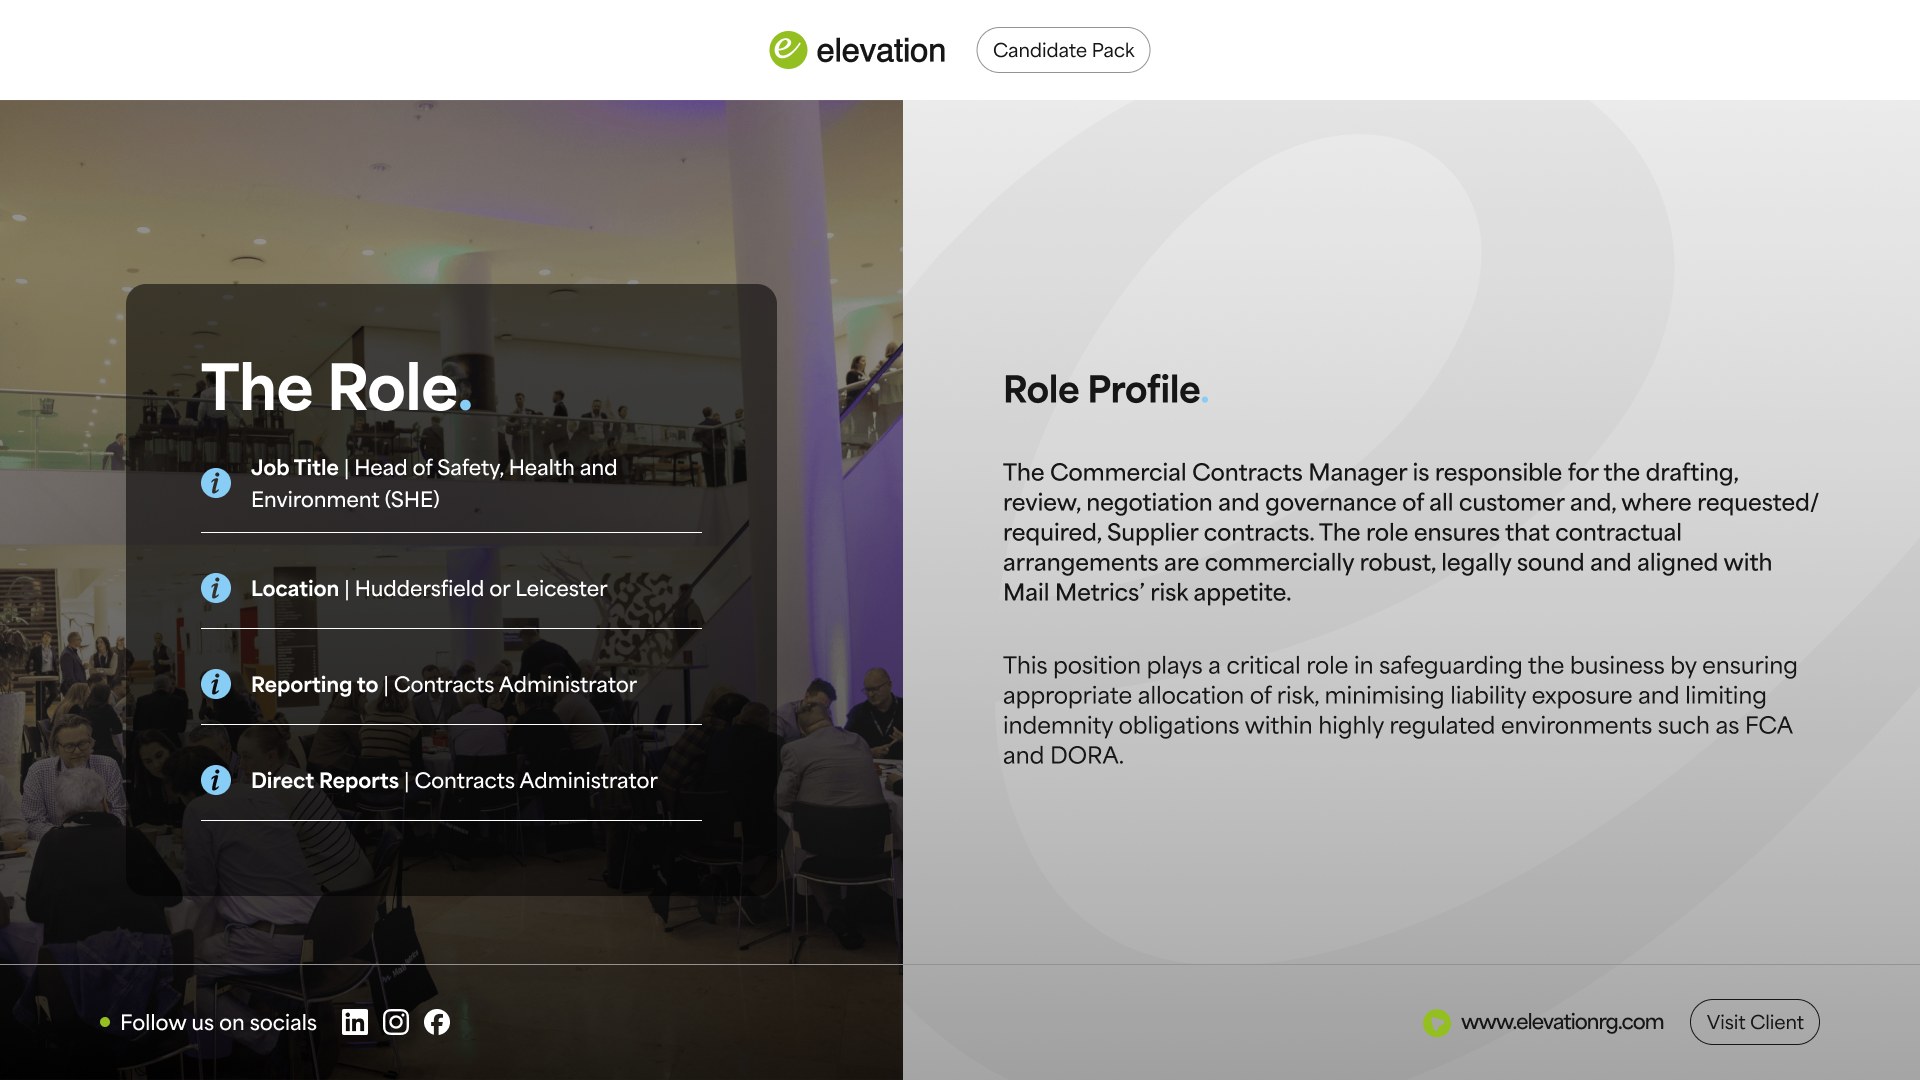 elevation
Candidate Pack
The Role.
Job Title | Head of Safety, Health and
Environment (SHE)
Location | Huddersfield or Leicester
Reporting to | Contracts Administrator
Direct Reports | Contracts Administrator
Role Profile.
The Commercial Contracts Manager is responsible for the drafting,
review, negotiation and governance of all customer and, where requested/
required, Supplier contracts. The role ensures that contractual
arrangements are commercially robust, legally sound and aligned with
Mail Metrics’ risk appetite.
This position plays a critical role in safeguarding the business by ensuring
appropriate allocation of risk, minimising liability exposure and limiting
indemnity obligations within highly regulated environments such as FCA
and DORA.
Follow us on socials
www.elevationrg.com
Visit Client